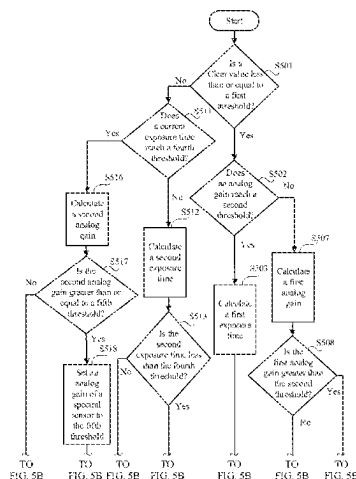 Start
S501
Is a
Clear value less
than or equal to
a first
threshold?
No
Yes
S511
Does
a current
exposure time
reach a fourth
threshold?
Yes
No
S502
Does
an analog
gain reach a
second
threshold?
No
Yes
S516
Calculate
a second
analog
gain
S512
Calculate
a second
exposure
time
S503
Calculate
a first
exposure
time
S507
Calculate
a first
analog
gain
S517
Is the
second analog
gain greater than or
equal to a fifth
threshold?
No
Yes
S513
Is the
second
exposure time less
than the fourth
threshold?
No
Yes
S508
Is the
first analog
gain greater than
the second
threshold?
Yes
No
S518
Set an
analog
gain of a
spectral
sensor to
the fifth
threshold
TO TO TO TO TO TO TO
FIG. 5B FIG. 5B FIG. 5B FIG. 5B FIG. 5B FIG. 5B FIG. 5B